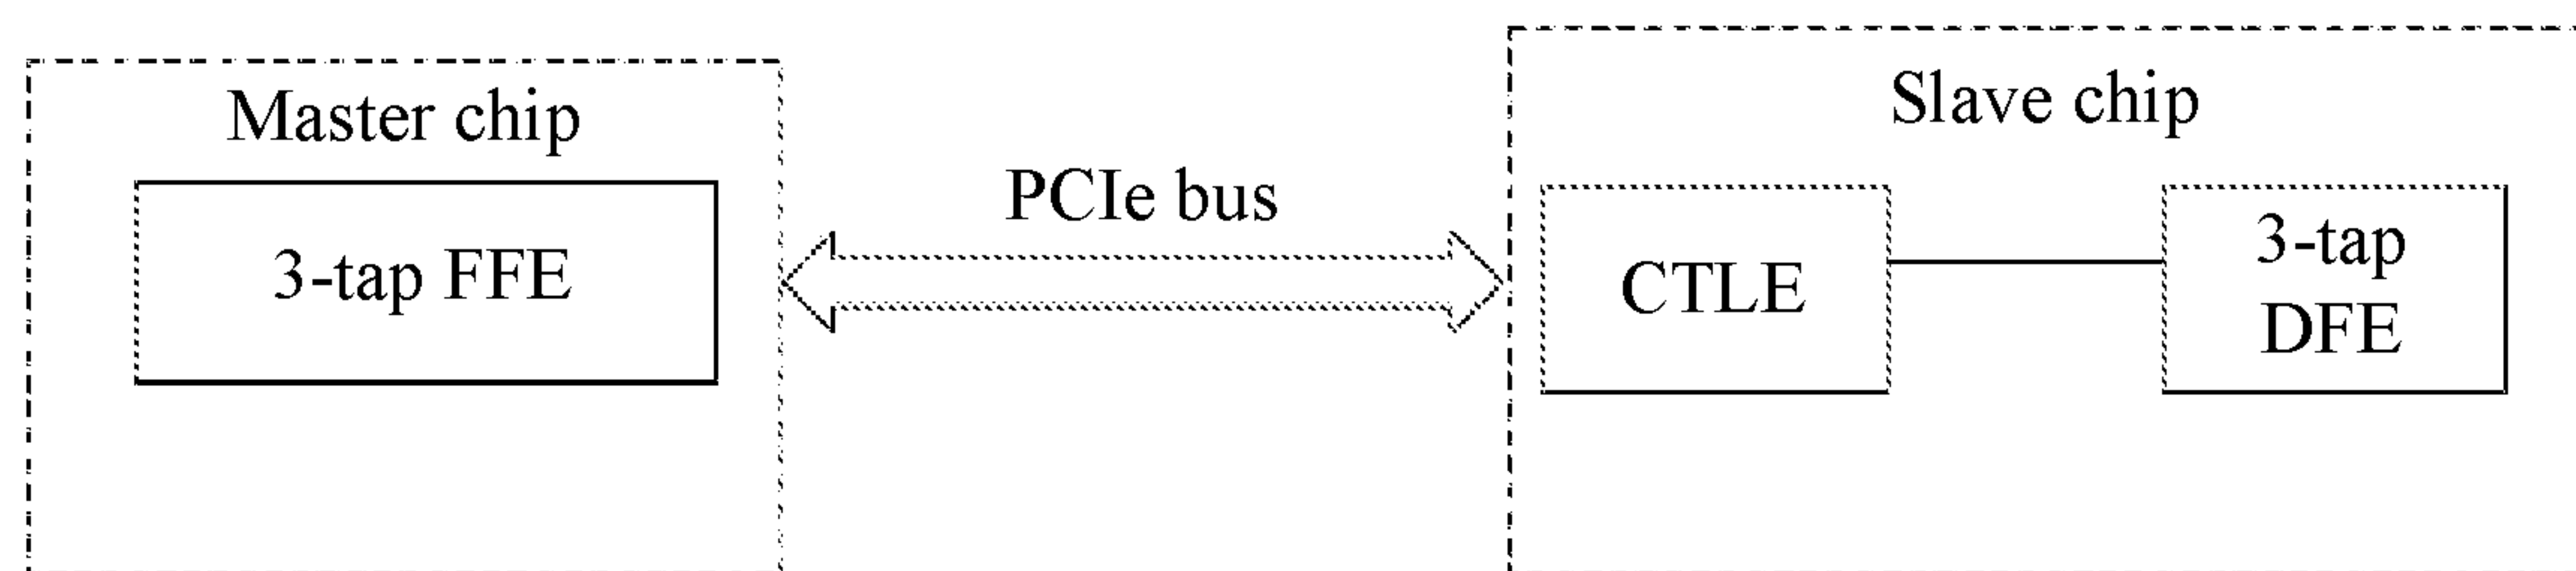 Master chip
3-tap FFE
PCIe bus
Slave chip
CTLE
3-tap
DFE